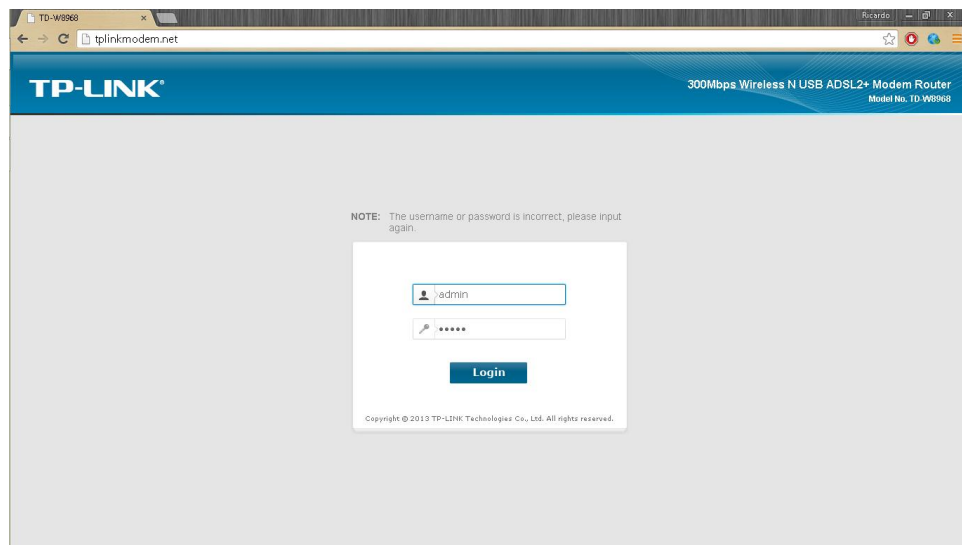 TD-W8968
Ricardo
tplinkmodem.net
TP-LINK®
300Mbps Wireless N USB ADSL2+ Modem Router
Model No. TD-W8968
NOTE: The username or password is incorrect, please input
again.
admin
•••••
Login
Copyright © 2013 TP-LINK Technologies Co., Ltd. All rights reserved.